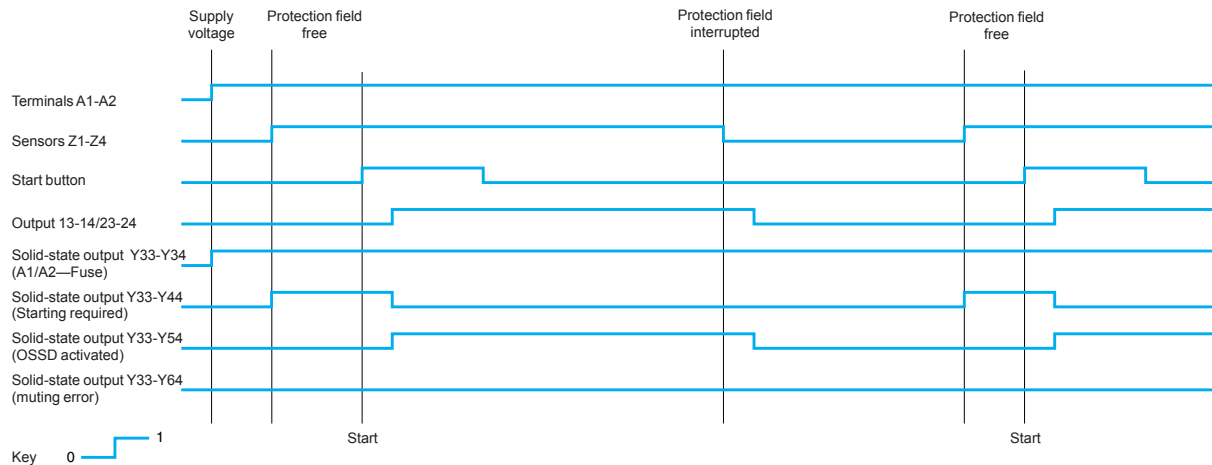 Supply
voltage
Protection field
free
Protection field
interrupted
Protection field
free
Terminals A1-A2
Sensors Z1-Z4
Start button
Output 13-14/23-24
Solid-state output Y33-Y34
(A1/A2—Fuse)
Solid-state output Y33-Y44
(Starting required)
Solid-state output Y33-Y54
(OSSD activated)
Solid-state output Y33-Y64
(muting error)
Start
Start
Key 0 1